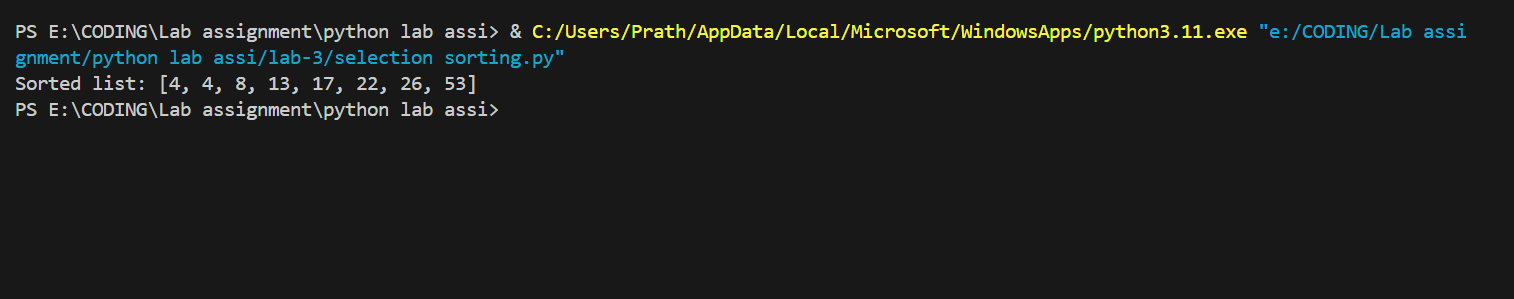 PS E:\CODING\Lab assignment\python lab assi> & C:/Users/Prath/AppData/Local/Microsoft/WindowsApps/python3.11.exe "e:/CODING/Lab assi
gnment/python lab assi/lab-3/selection sorting.py"
Sorted list: [4, 4, 8, 13, 17, 22, 26, 53]
PS E:\CODING\Lab assignment\python lab assi>